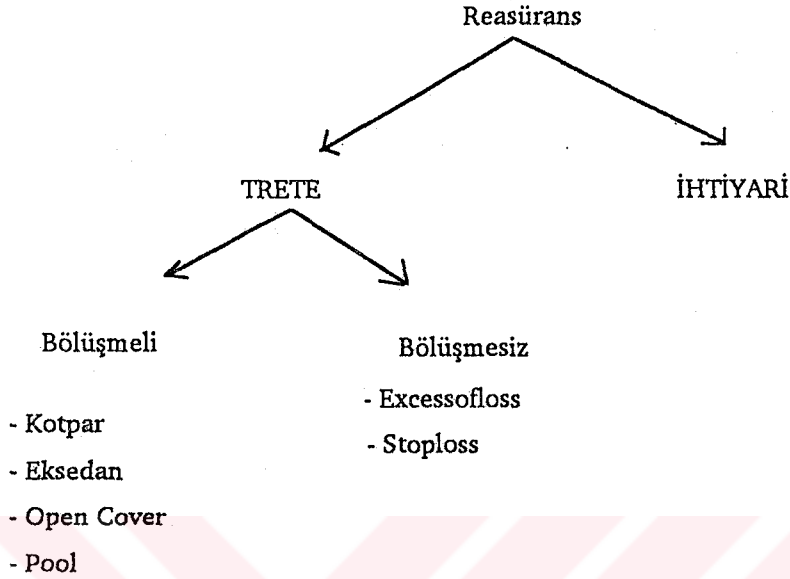 Reasürans
TRETE
İHTİYARİ
Bölüşmeli
Bölüşmesiz
- Kotpar
- Eksedan
- Open Cover
- Pool
- Excessofloss
- Stoploss